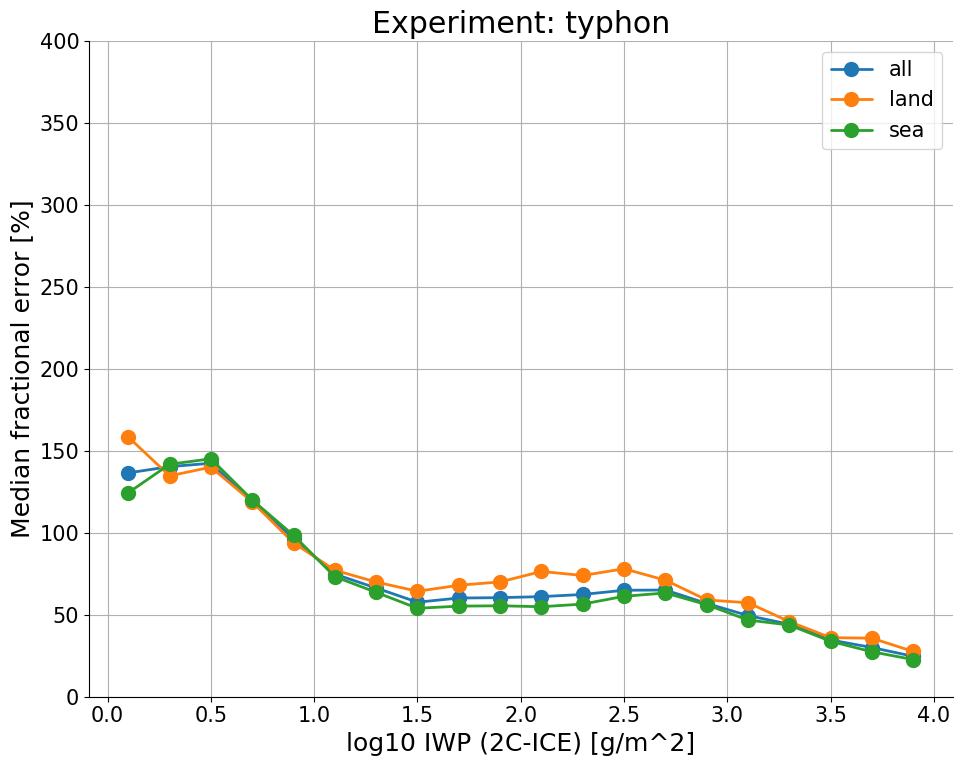 Experiment: typhon
400
350
300
250
200
150
100
50
0
Median fractional error [%]
all
land
sea
0.0 0.5 1.0 1.5 2.0 2.5 3.0 3.5 4.0
log10 IWP (2C-ICE) [g/m^2]